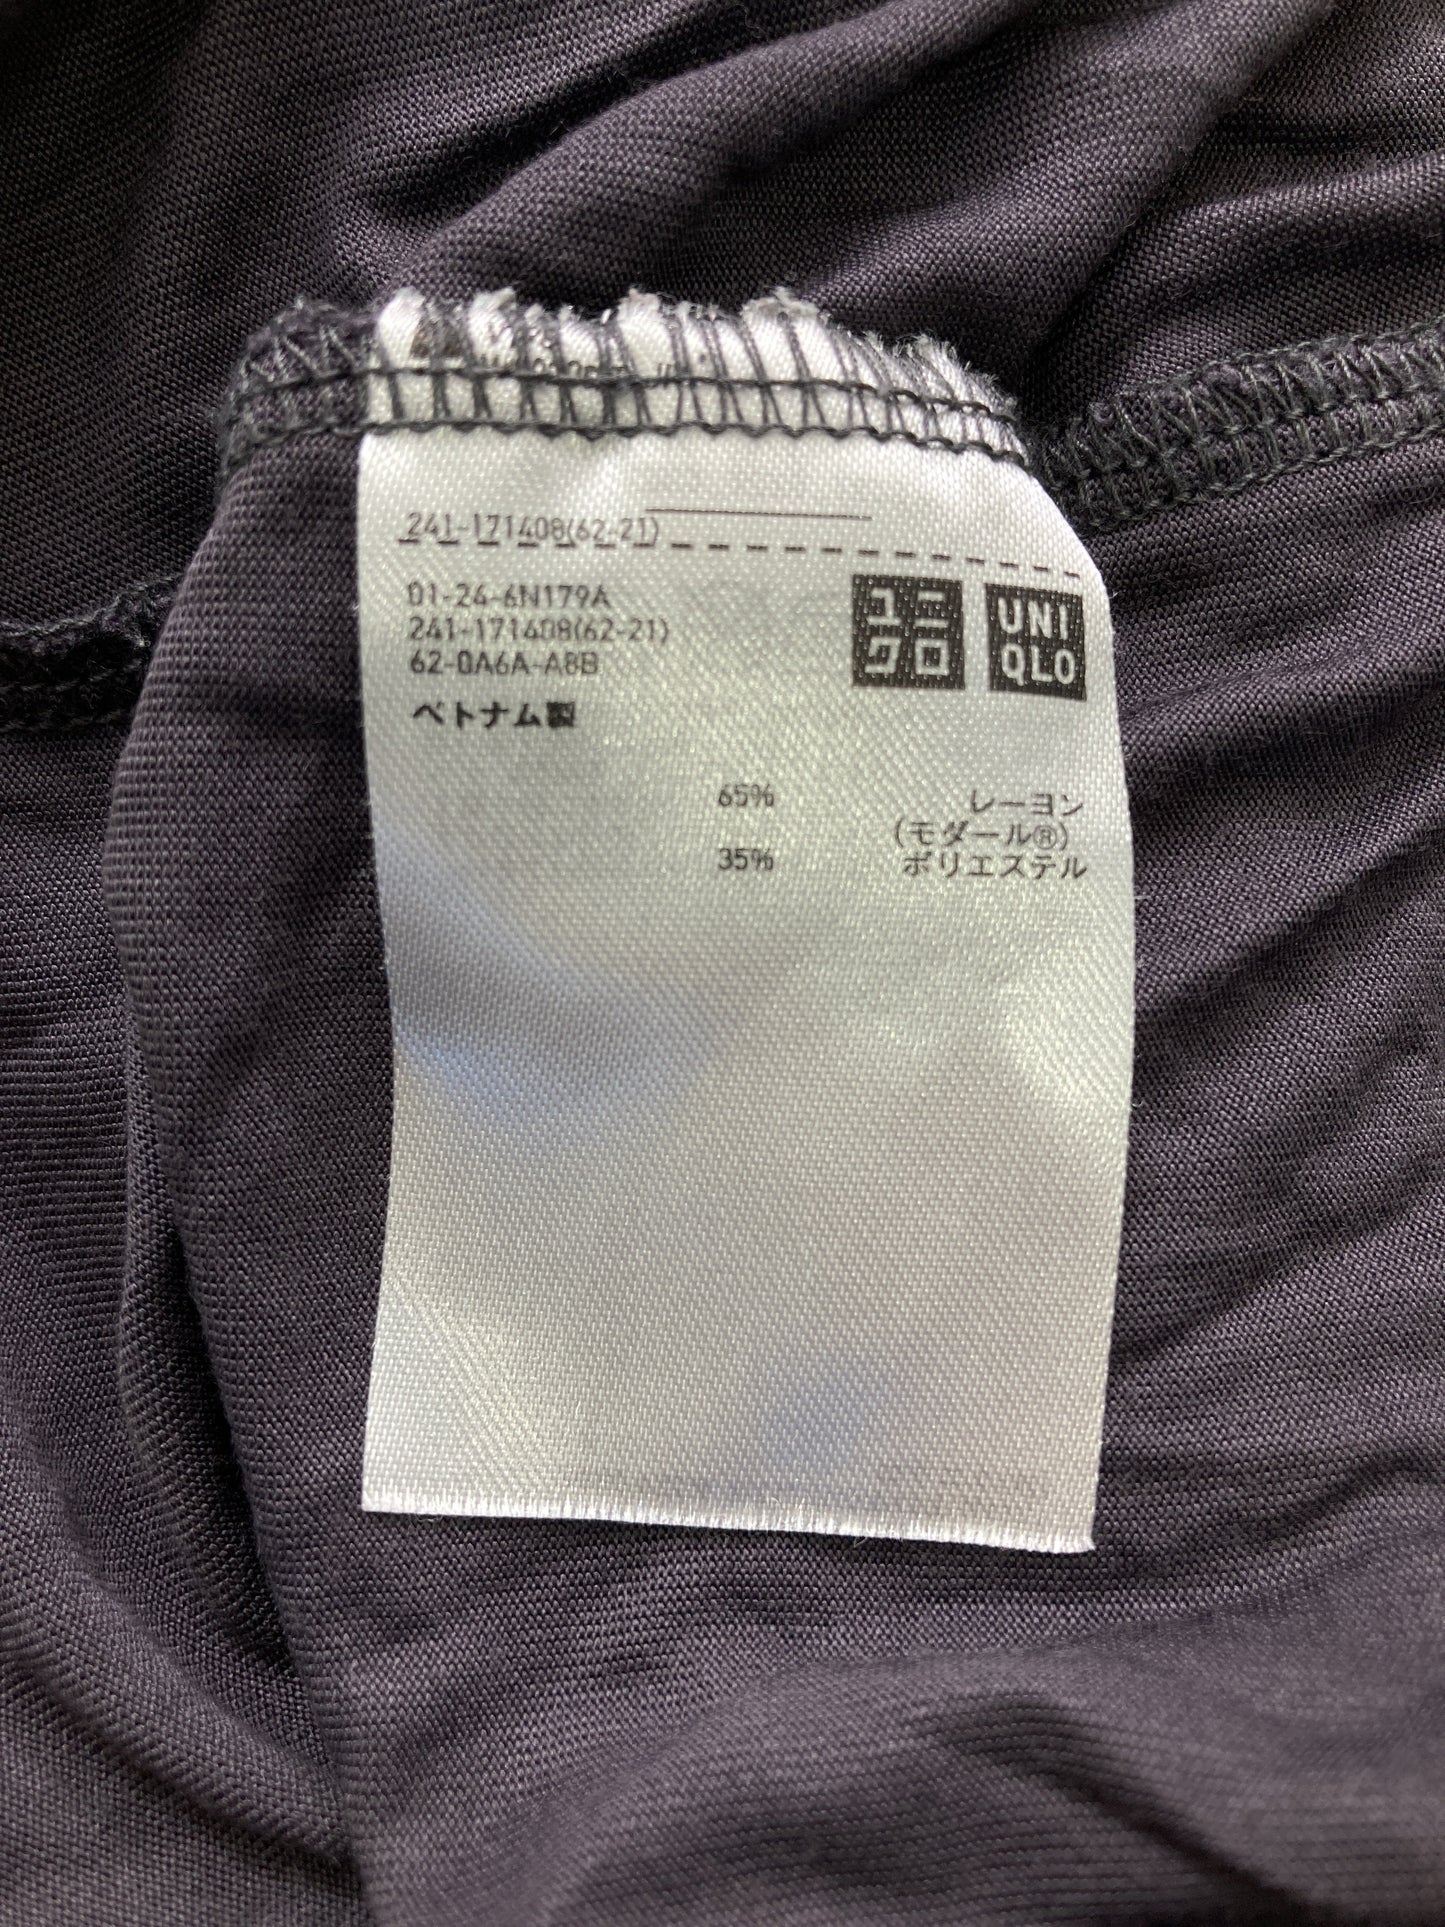 241-171408(62-21)
01-24-6N179A
241-171408(62-21)
62-0A6A-A8B
ベトナム製
ユニ
クロ
UNI
QLO
65% レーヨン
(モダール®)
35% ポリエステル